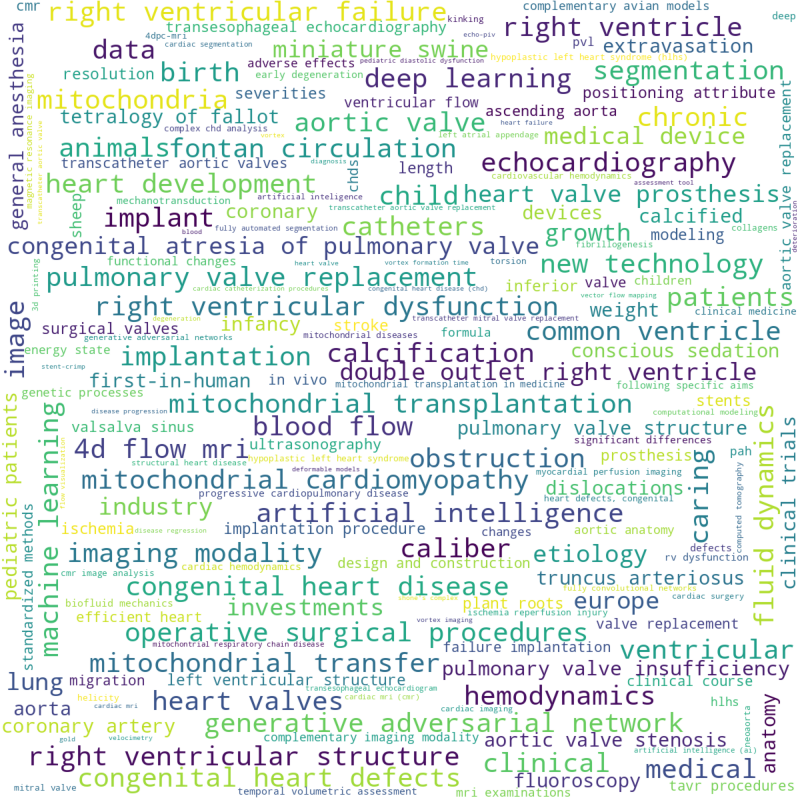 cmr
right ventricular failure
kinking
complementary avian models
deep
transesophageal echocardiography
right ventricle
4dpc-mri
echo-piv
data
cardiac segmentation
miniature swine
pvl
extravasation
adverse effects
pediatric diastolic dysfunction
hypoplastic left heart syndrome (hlhs)
resolution
birth
early degeneration
deep learning
segmentation
general anesthesia
magnetic resonance imaging
mitochondria
severities
ventricular flow
positioning attribute
tetralogy of fallot
aortic valve
ascending aorta
chronic
heart failure
complex chd analysis
vortex
left atrial appendage
medical device
aortic valve replacement
transcatheter aortic valve
animals
fontan circulation
echocardiography
transcatheter aortic valves
diagnosis
chds
length
cardiovascular hemodynamics
assessment tool
heart development
child
heart valve prosthesis
mechanotransduction
artificial inteligence
sheep
implant
coronary
transcatheter aortic valve replacement
devices
calcified
collagens
blood
fully automated segmentation
catheters
growth
modeling
deterioration
congenital atresia of pulmonary valve
fibrillogenesis
functional changes
heart valve
vortex formation time
torsion
new technology
3d printing
pulmonary valve replacement
inferior
valve
children
cardiac catheterization procedures
congenital heart disease (chd)
vector flow mapping
patients
right ventricular dysfunction
weight
clinical medicine
degeneration
transcatheter mitral valve replacement
image
surgical valves
infancy
stroke
formula
common ventricle
generative adversarial networks
mitochondrial diseases
energy state
implantation
calcification
conscious sedation
stent-crimp
double outlet right ventricle
first-in-human
in vivo
mitochondrial transplantation in medicine
following specific aims
genetic processes
mitochondrial transplantation
stents
disease progression
computational modeling
pediatric patients
machine learning
valsalva sinus
blood flow
pulmonary valve structure
fluid dynamics
clinical trials
4d flow mri
ultrasonography
significant differences
flow visualization
structural heart disease
hypoplastic left heart syndrome
obstruction
prosthesis
pah
caring
deformable models
mitochondrial cardiomyopathy
myocardial perfusion imaging
computed tomography
progressive cardiopulmonary disease
heart defects, congenital
dislocations
industry
artificial intelligence
standardized methods
ischemia
disease regression
implantation procedure
changes
aortic anatomy
defects
imaging modality
caliber
etiology
rv dysfunction
cardiac hemodynamics
design and construction
cmr image analysis
congenital heart disease
truncus arteriosus
fully convolutional networks
cardiac surgery
biofluid mechanics
investments
shone's complex
plant roots
europe
efficient heart
vortex imaging
ischemia reperfusion injury
valve replacement
operative surgical procedures
mitochontrial respiratory chain disease
failure implantation
ventricular
mitochondrial transfer
pulmonary valve insufficiency
lung
migration
left ventricular structure
transesophageal echocardiogram
clinical course
helicity
cardiac mri (cmr)
hemodynamics
hlhs
aorta
cardiac mri
heart valves
cardiac imaging
anatomy
coronary artery
generative adversarial network
neoaorta
gold
velocimetry
complementary imaging modality
aortic valve stenosis
artificial intelligence (ai)
right ventricular structure
clinical
medical
congenital heart defects
fluoroscopy
tavr procedures
mitral valve
temporal volumetric assessment
mri examinations